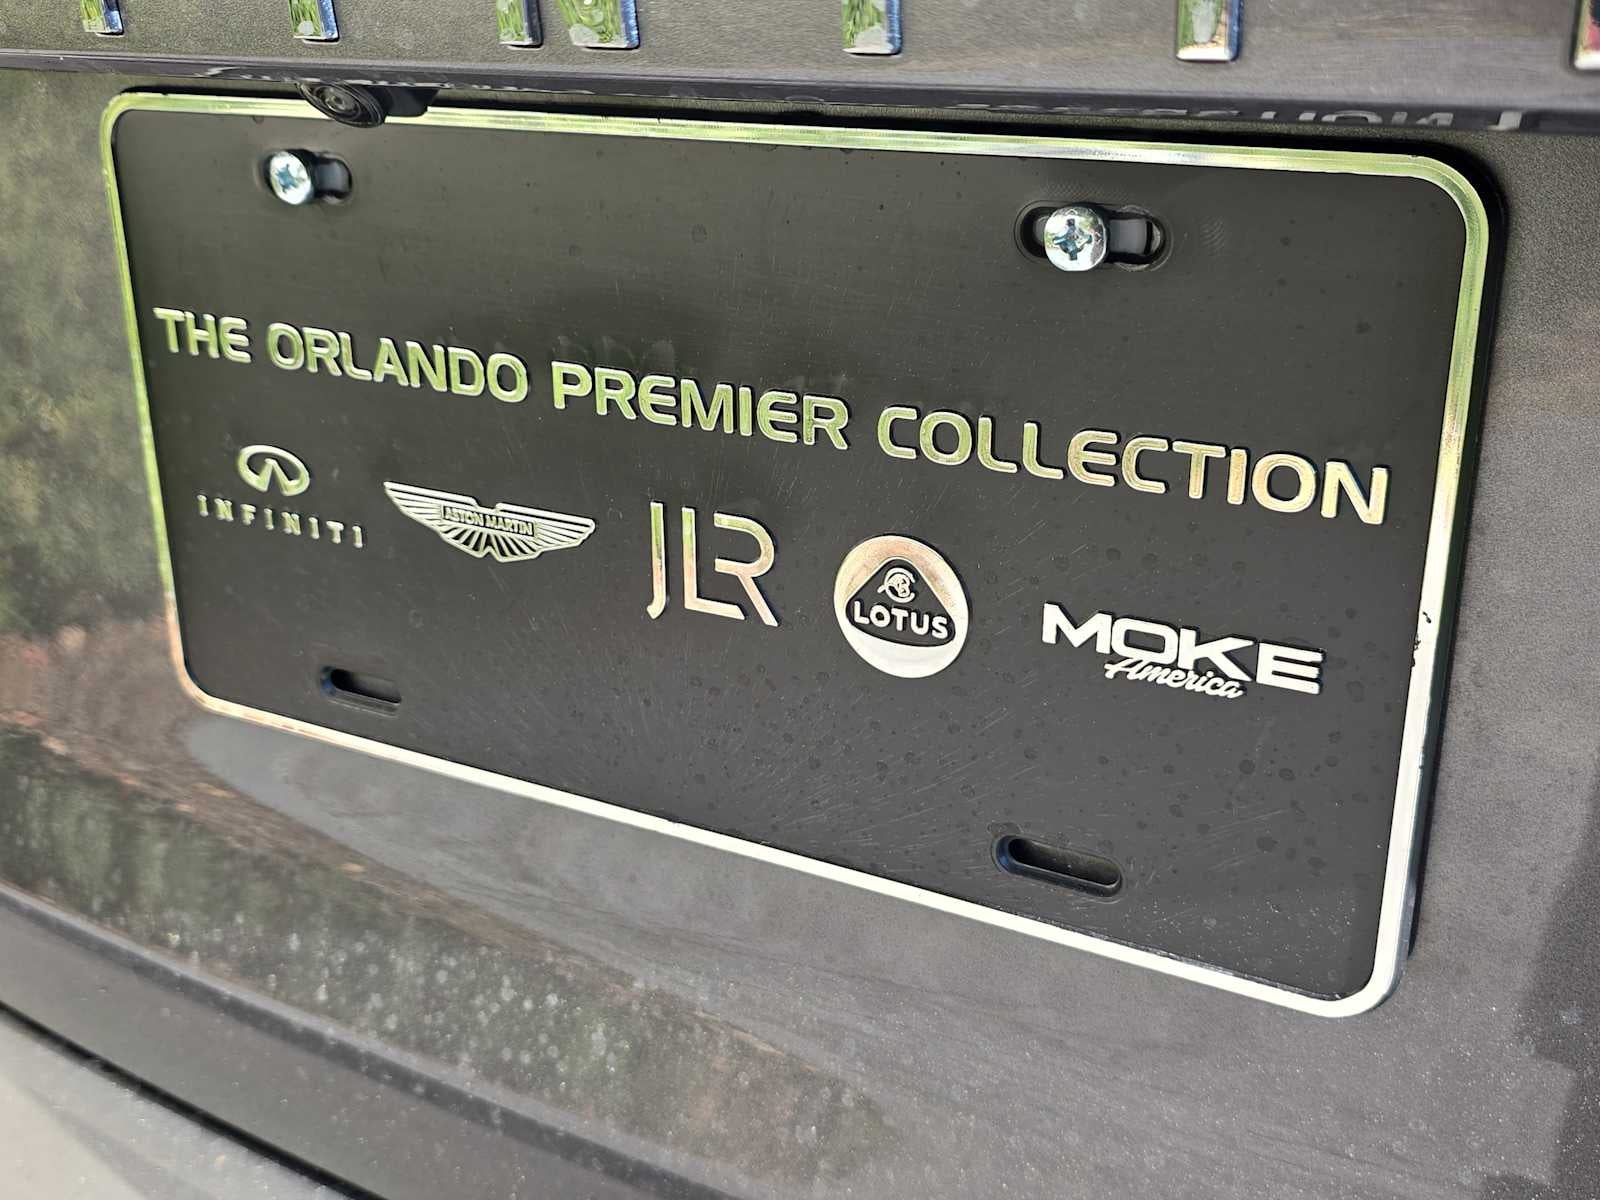 THE ORLANDO PREMIER COLLECTION
INFINITI
ASTON MARTIN
JLR
LOTUS
MOKE
America